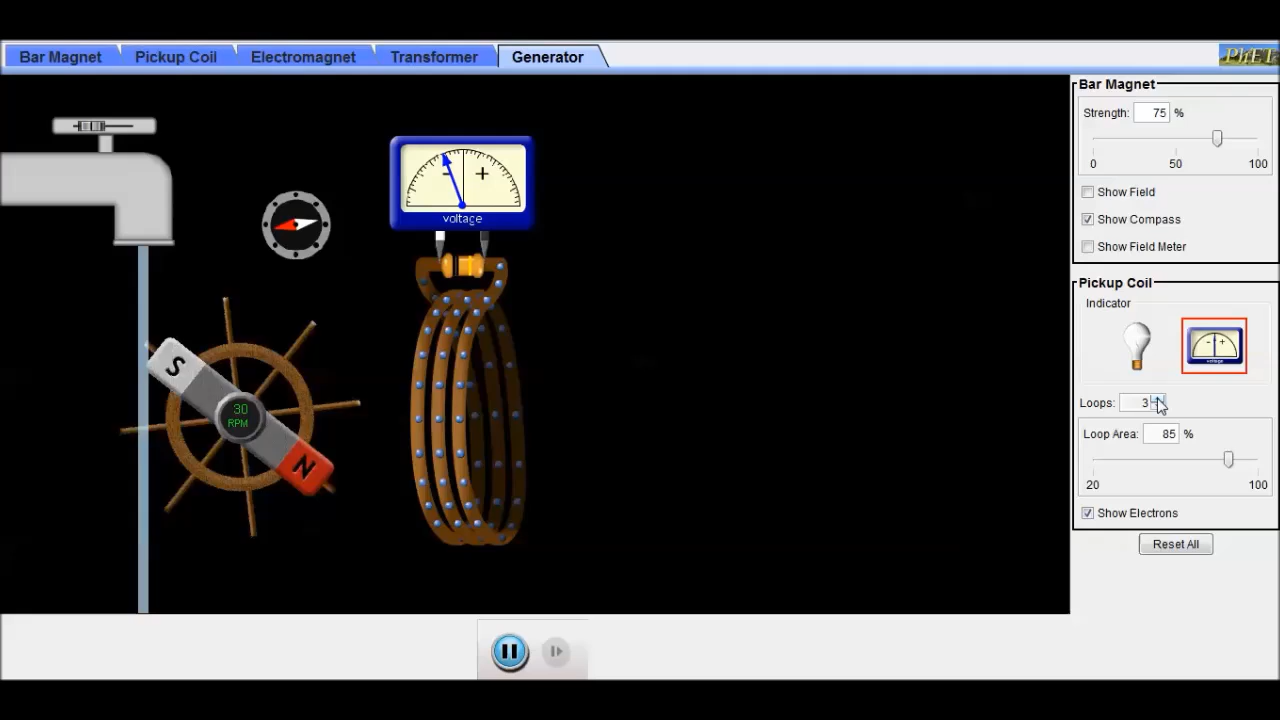 Bar Magnet
Pickup Coil
Electromagnet
Transformer
Generator
PhET
Bar Magnet
Strength: 75 %
0 50 100
Show Field
Show Compass
Show Field Meter
Pickup Coil
Indicator
- +
Loops: 3
Loop Area: 85 %
20 100
Show Electrons
Reset All
- +
voltage
S
30
RPM
N